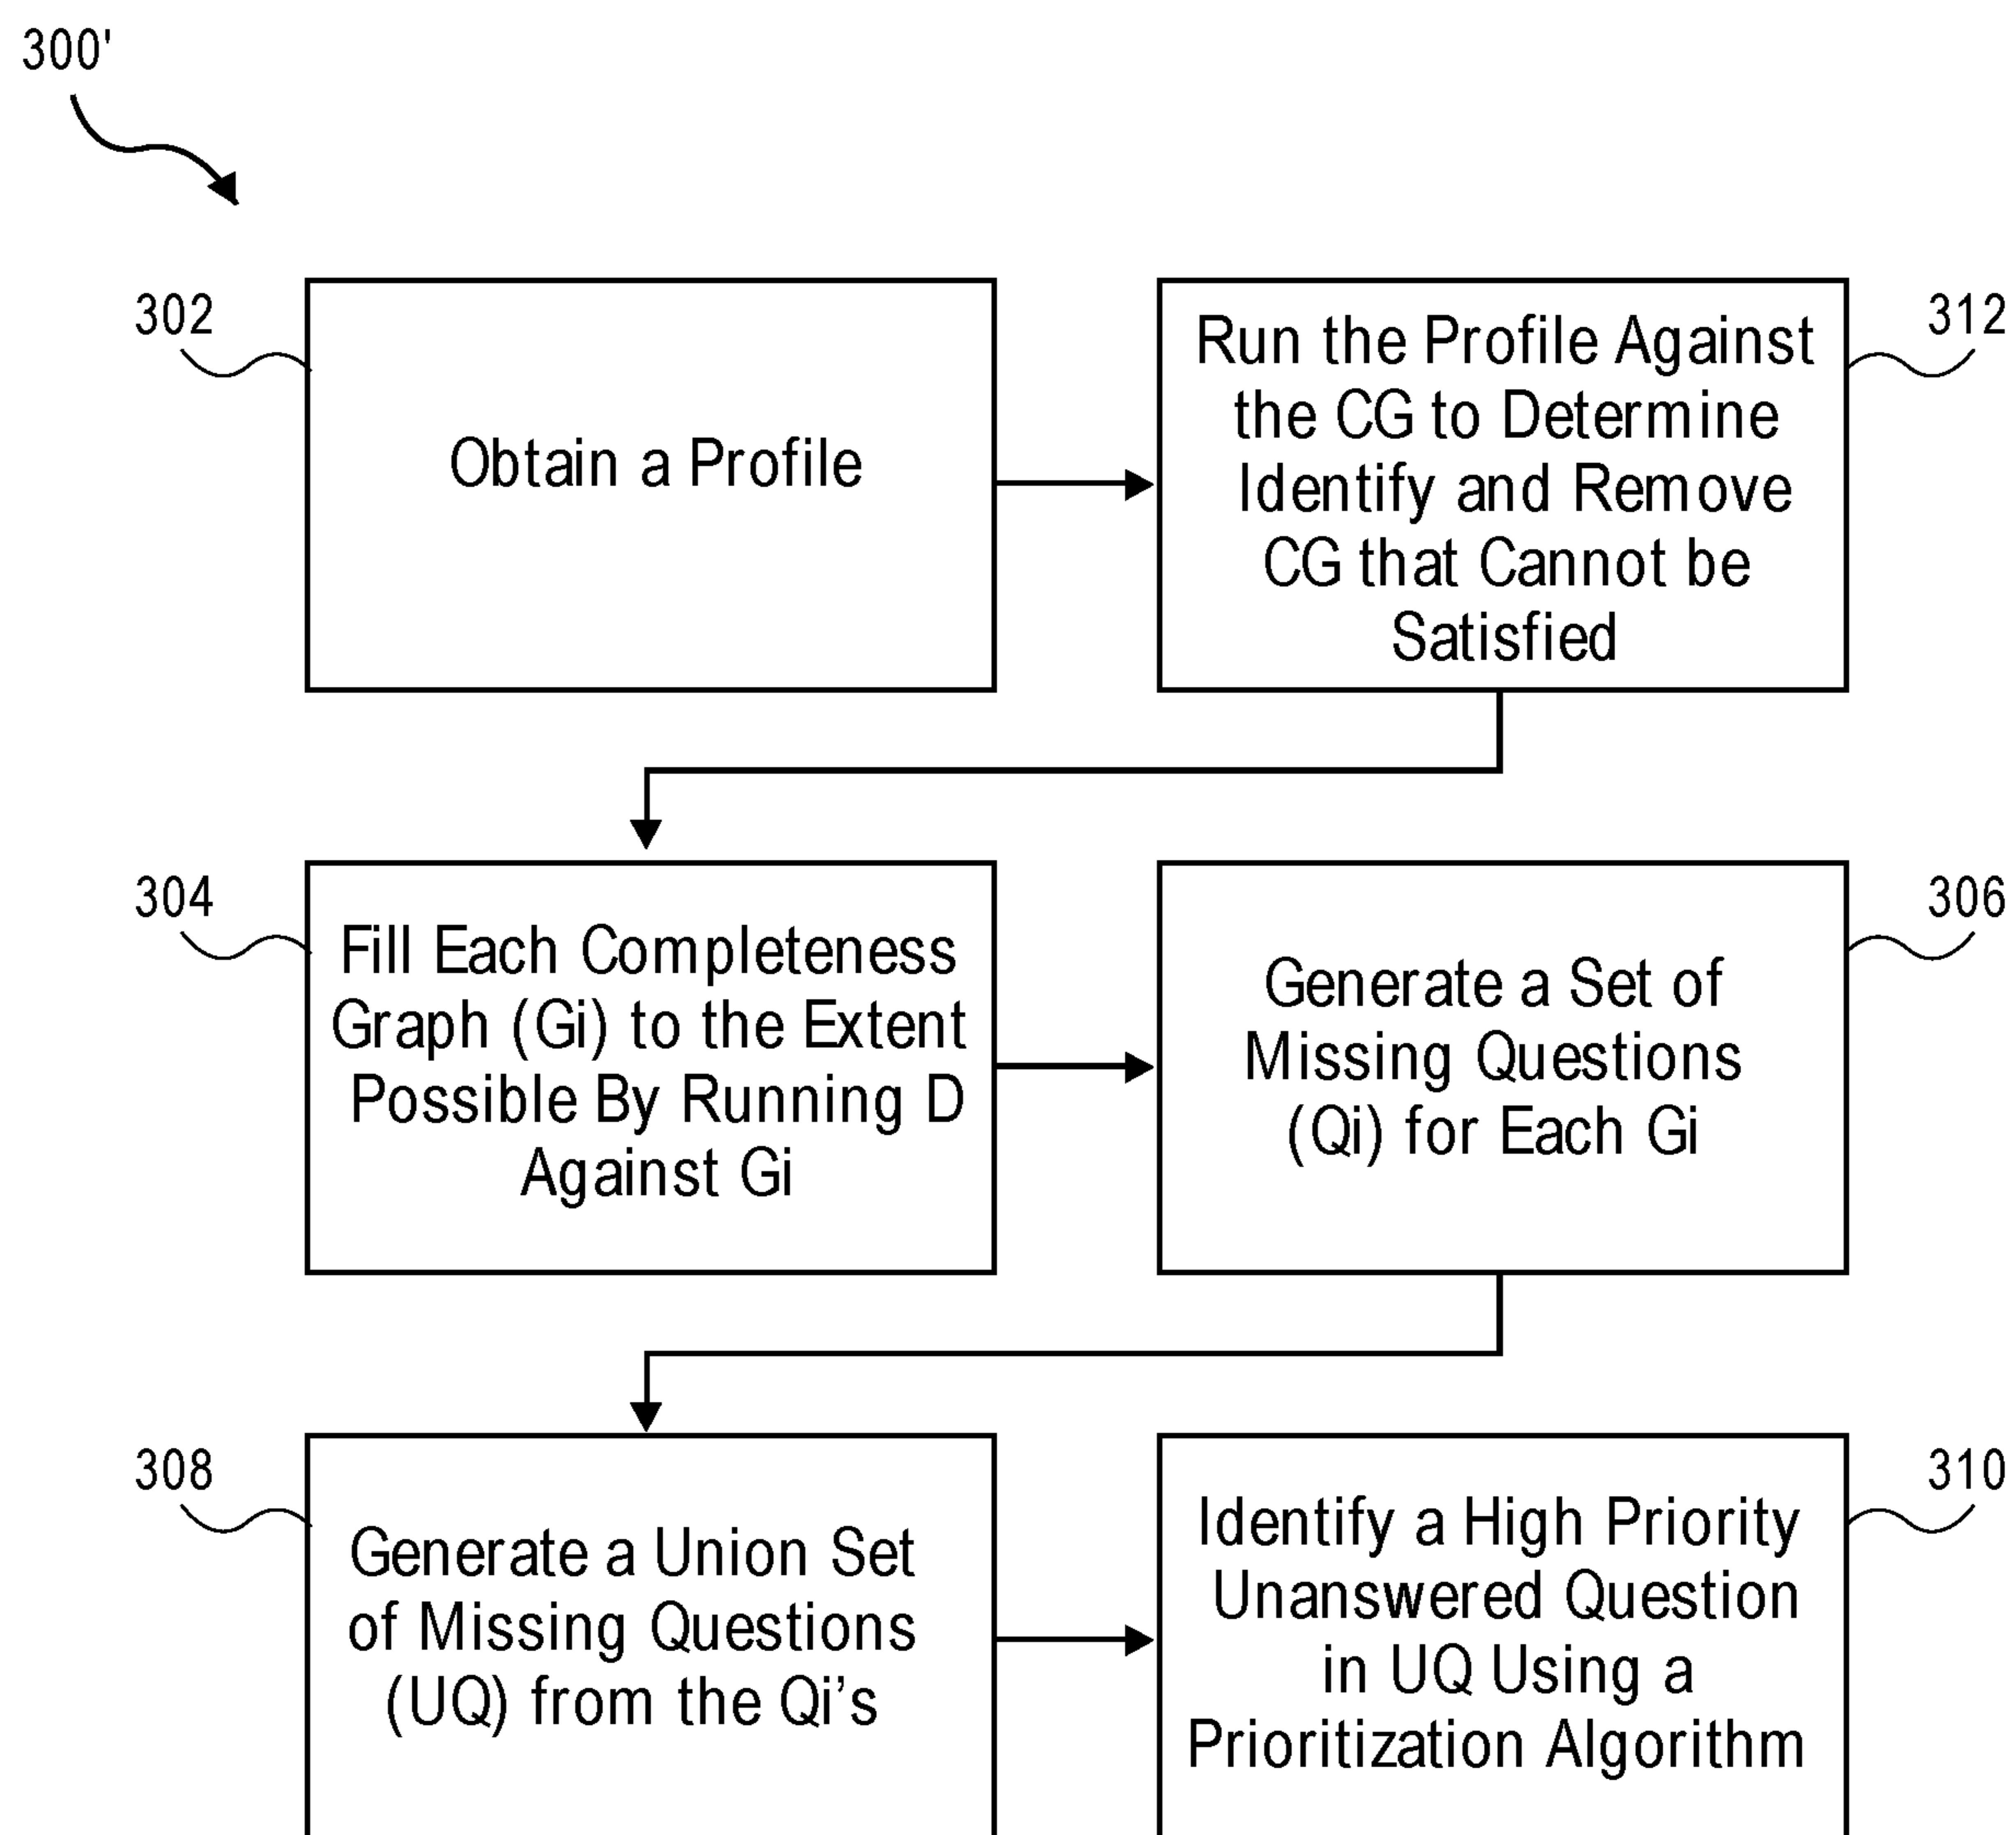 300'
302
Obtain a Profile
312
Run the Profile Against
the CG to Determine
Identify and Remove
CG that Cannot be
Satisfied
304
Fill Each Completeness
Graph (Gi) to the Extent
Possible By Running D
Against Gi
306
Generate a Set of
Missing Questions
(Qi) for Each Gi
308
Generate a Union Set
of Missing Questions
(UQ) from the Qi’s
310
Identify a High Priority
Unanswered Question
in UQ Using a
Prioritization Algorithm